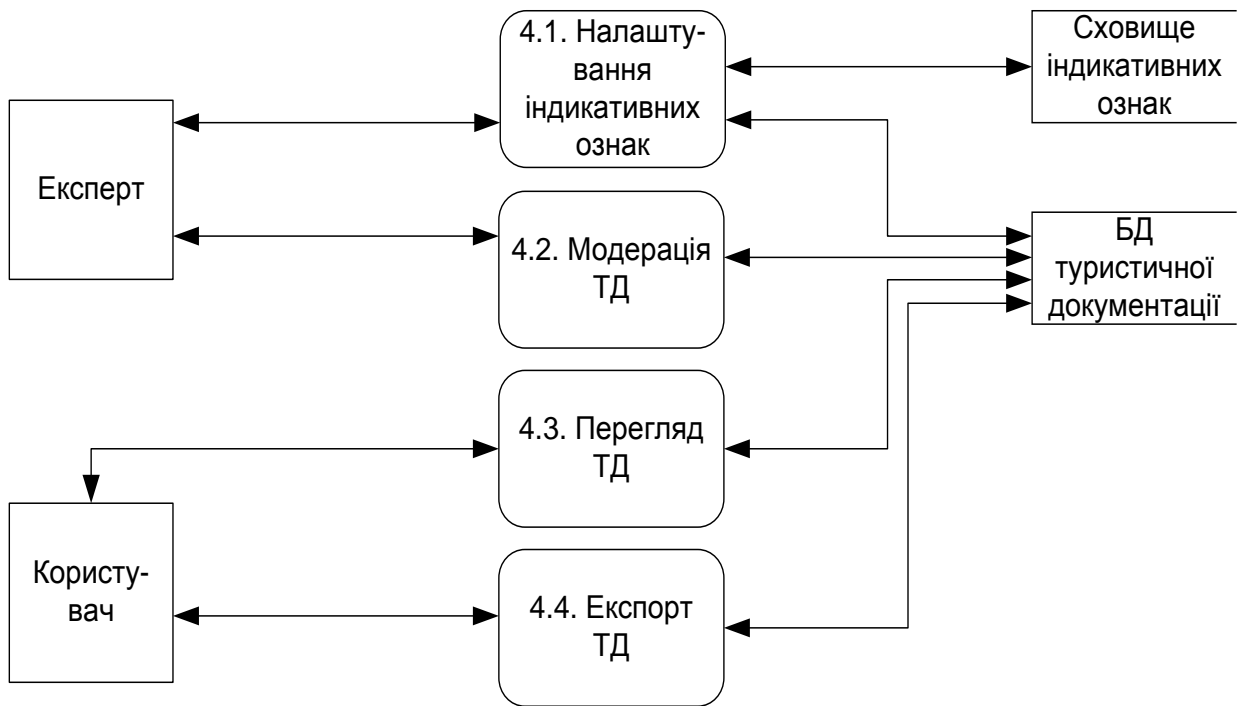 4.1. Налашту-
вання
індикативних
ознак
Сховище
індикативних
ознак
Експерт
4.2. Модерація
ТД
БД
туристичної
документації
4.3. Перегляд
ТД
Користу-
вач
4.4. Експорт
ТД